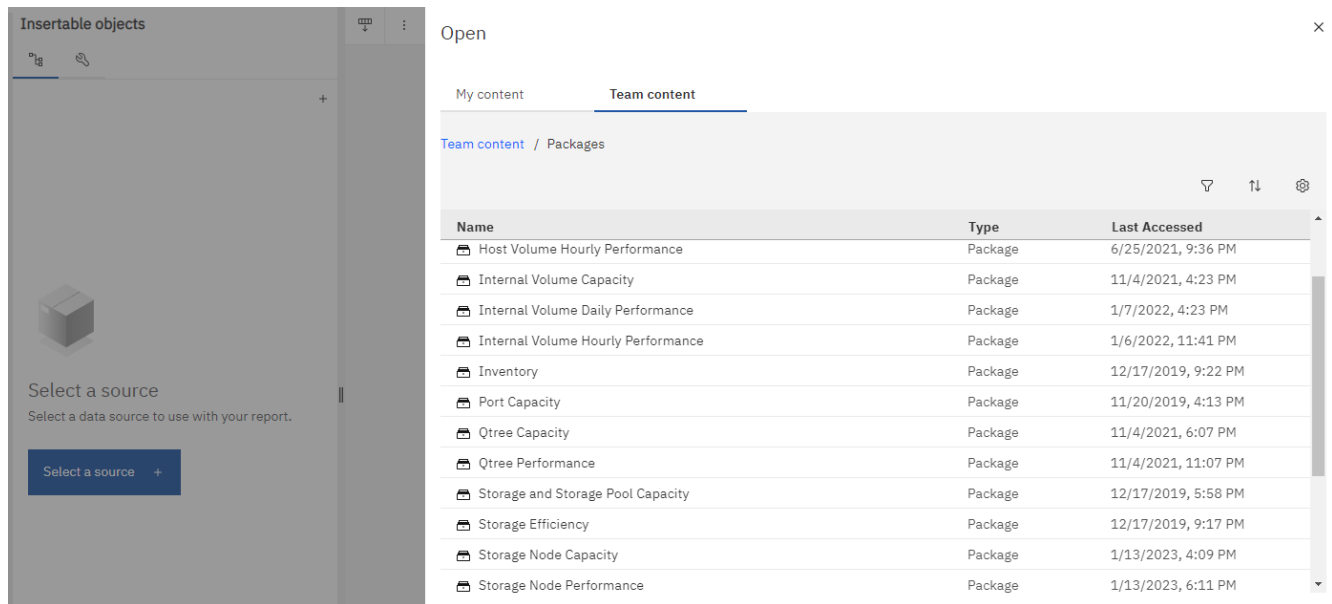 Insertable objects
Select a source
Select a data source to use with your report.
Select a source +
Open
My content Team content
Team content / Packages
Name Type Last Accessed
Host Volume Hourly Performance Package 6/25/2021, 9:36 PM
Internal Volume Capacity Package 11/4/2021, 4:23 PM
Internal Volume Daily Performance Package 1/7/2022, 4:23 PM
Internal Volume Hourly Performance Package 1/6/2022, 11:41 PM
Inventory Package 12/17/2019, 9:22 PM
Port Capacity Package 11/20/2019, 4:13 PM
Qtree Capacity Package 11/4/2021, 6:07 PM
Qtree Performance Package 11/4/2021, 11:07 PM
Storage and Storage Pool Capacity Package 12/17/2019, 5:58 PM
Storage Efficiency Package 12/17/2019, 9:17 PM
Storage Node Capacity Package 1/13/2023, 4:09 PM
Storage Node Performance Package 1/13/2023, 6:11 PM